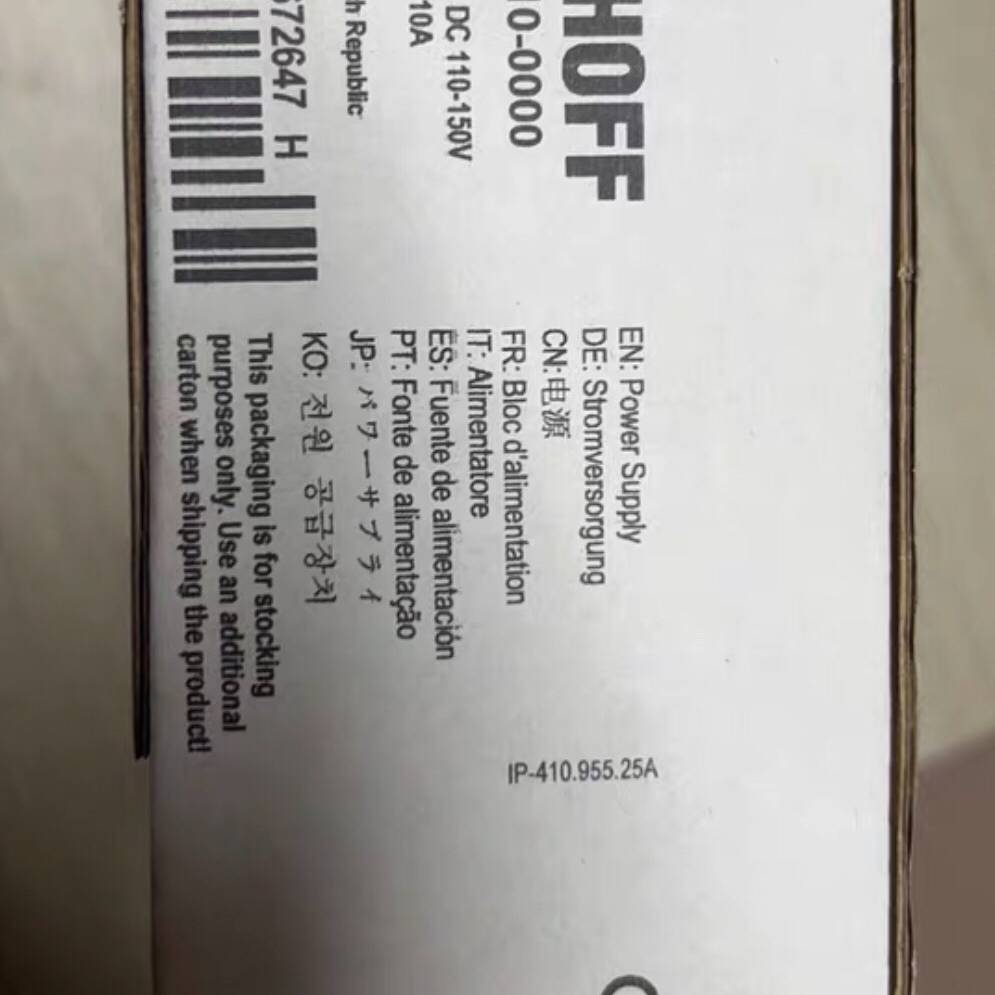 HOFF
10-0000
DC 110-150V
10A
h Republic
672647 H
EN: Power Supply
DE: Stromversorgung
CN:电源
FR: Bloc d'alimentation
IT: Alimentatore
ES: Fuente de alimentación
PT: Fonte de alimentação
JP: パワーサプライ
KO: 전원 공급장치
This packaging is for stocking
purposes only. Use an additional
carton when shipping the product!
IP-410.955.25A